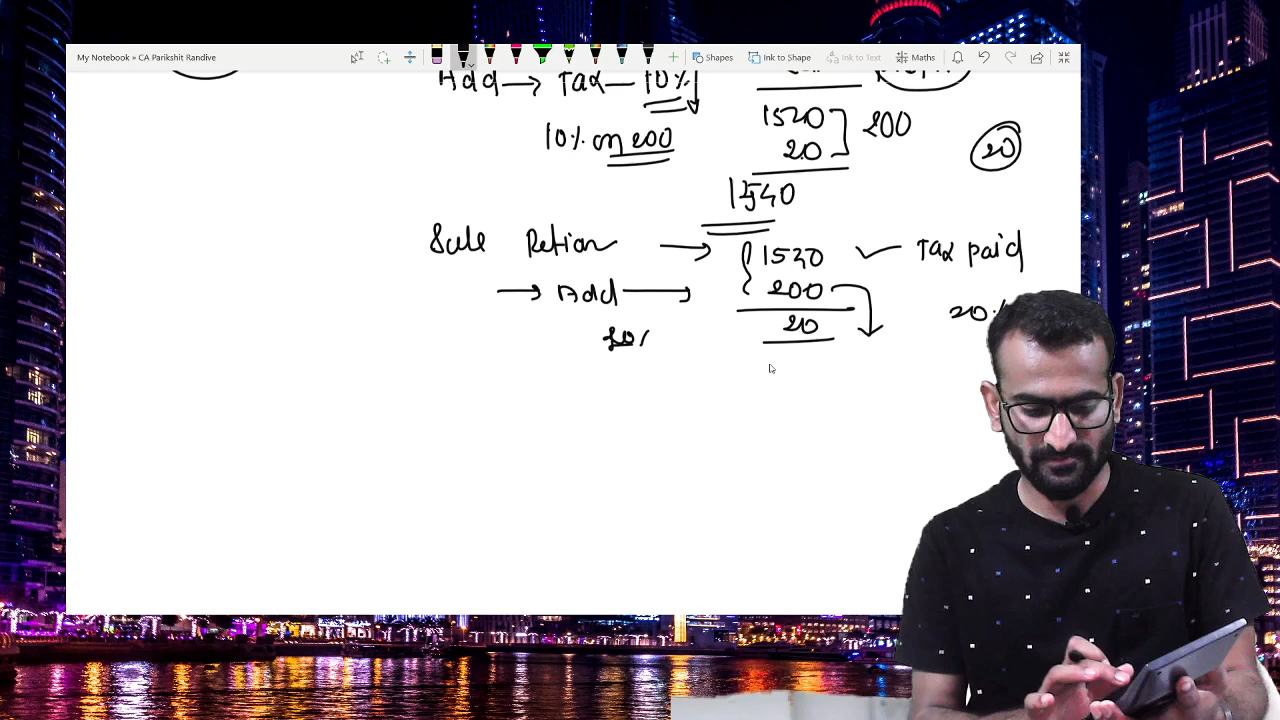 My Notebook » CA Parikshit Randive
Shapes Ink to Shape Ink to Text Maths
Add → Tax — 10%
1520
10% on 200
20
200
20
1540
Sale Return → 1520 Tax paid
→ Add → 200
20%
20